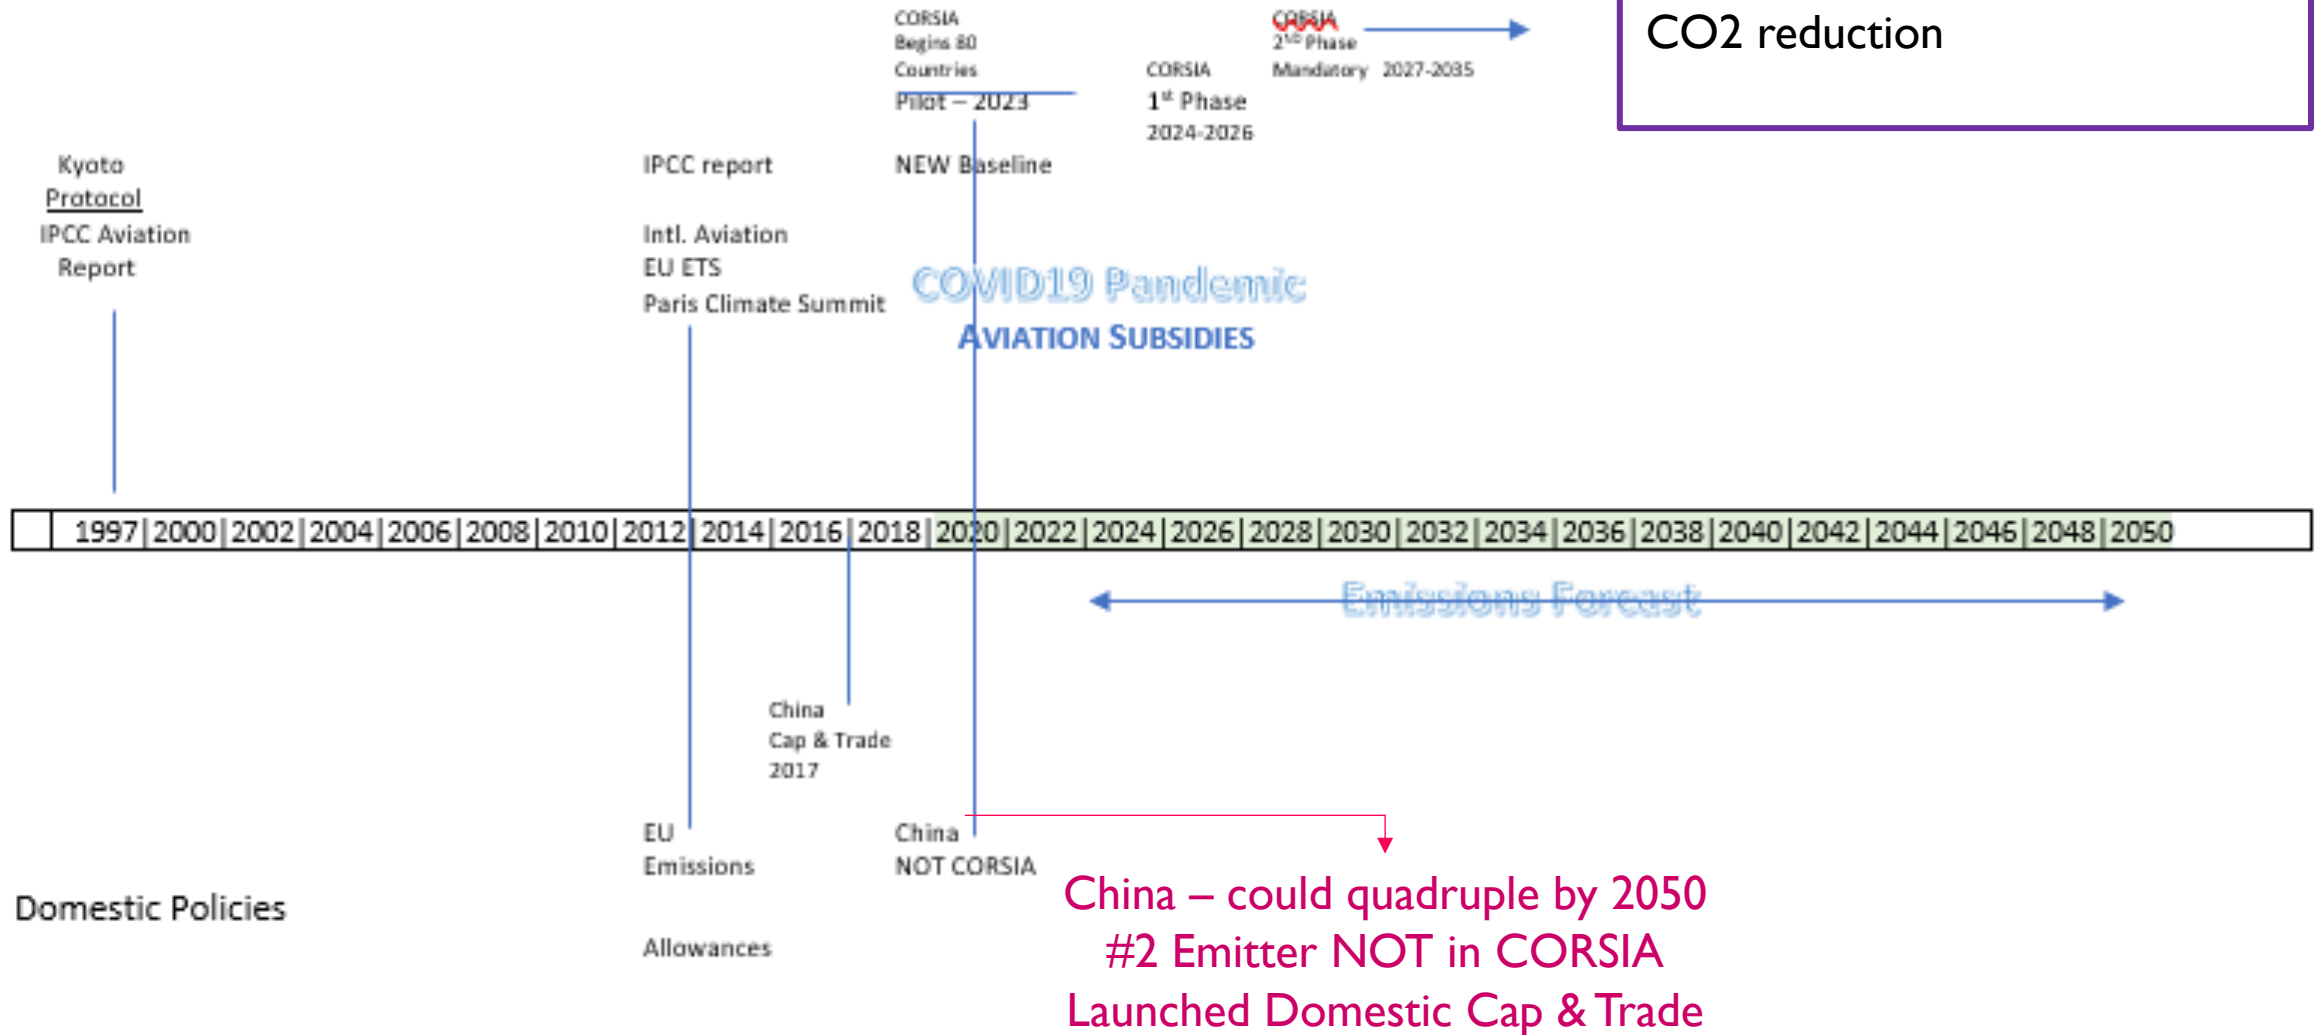 CORSIA
Begins 80
Countries
Pilot – 2023
NEW Baseline
CORSIA
1st Phase
2024-2026
CORSIA
2ND Phase
Mandatory 2027-2035
CO2 reduction
Kyoto
Protocol
IPCC Aviation
Report
IPCC report
Intl. Aviation
EU ETS
Paris Climate Summit
COVID19 Pandemic
AVIATION SUBSIDIES
1997|2000|2002|2004|2006|2008|2010|2012|2014|2016|2018|2020|2022|2024|2026|2028|2030|2032|2034|2036|2038|2040|2042|2044|2046|2048|2050
Emissions Forcast
China
Cap & Trade
2017
EU
Emissions
Allowances
China
NOT CORSIA
Domestic Policies
China – could quadruple by 2050
#2 Emitter NOT in CORSIA
Launched Domestic Cap & Trade